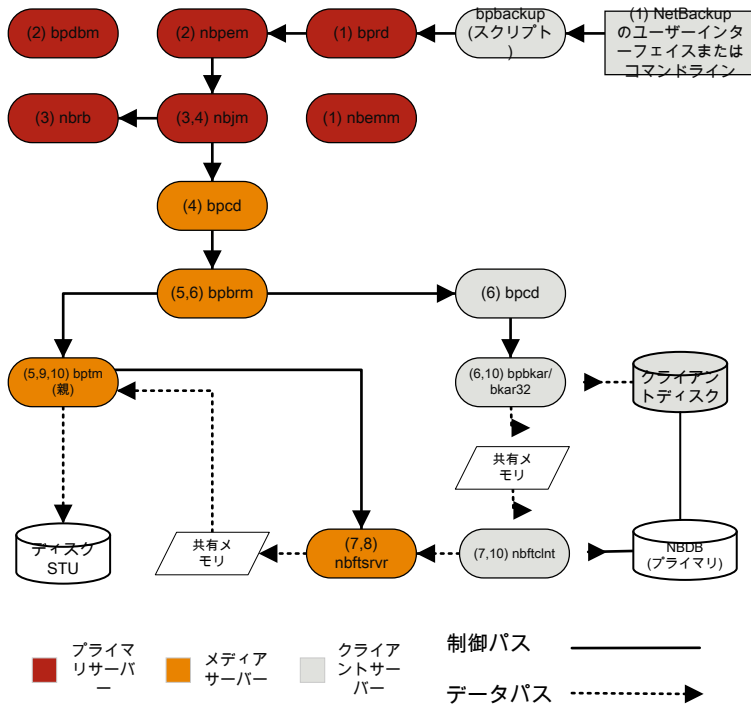 (2) bpdbm
(2) nbpem
(1) bprd
bpbackup
(スクリプト
)
(1) NetBackup
のユーザーインタ
ーフェイスまたは
コマンドライン
(3) nbrb
(3,4) nbjm
(1) nbemm
(4) bpcd
(5,6) bpbrm
(6) bpcd
(5,9,10) bptm
(親)
(6,10) bpbkar/
bkar32
クライアン
トディスク
共有メ
モリ
ディスク
STU
共有メ
モリ
(7,8)
nbftsrvr
(7,10) nbftclnt
NBDB
(プライマリ)
プライマ
リサーバ
ー
メディア
サーバー
クライ
アントサー
バー
制御パス
データパス